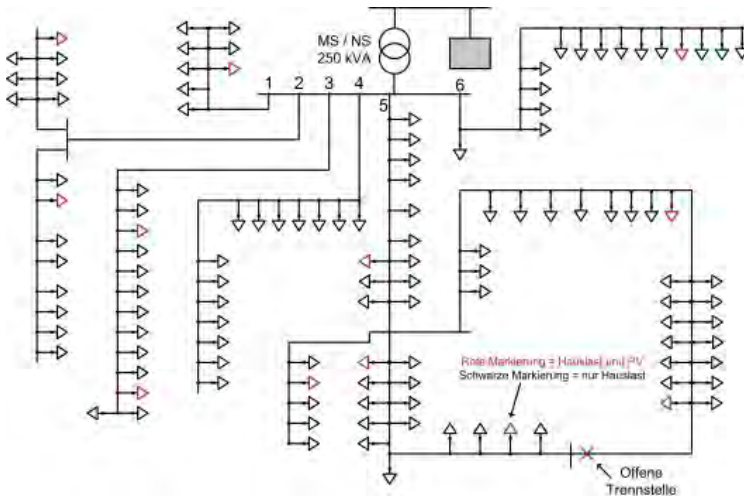 MS / NS
250 kVA
1 2 3 4 5 6
Rote Markierung = Hauslast und PV
Schwarze Markierung = nur Hauslast
Offene
Trennstelle